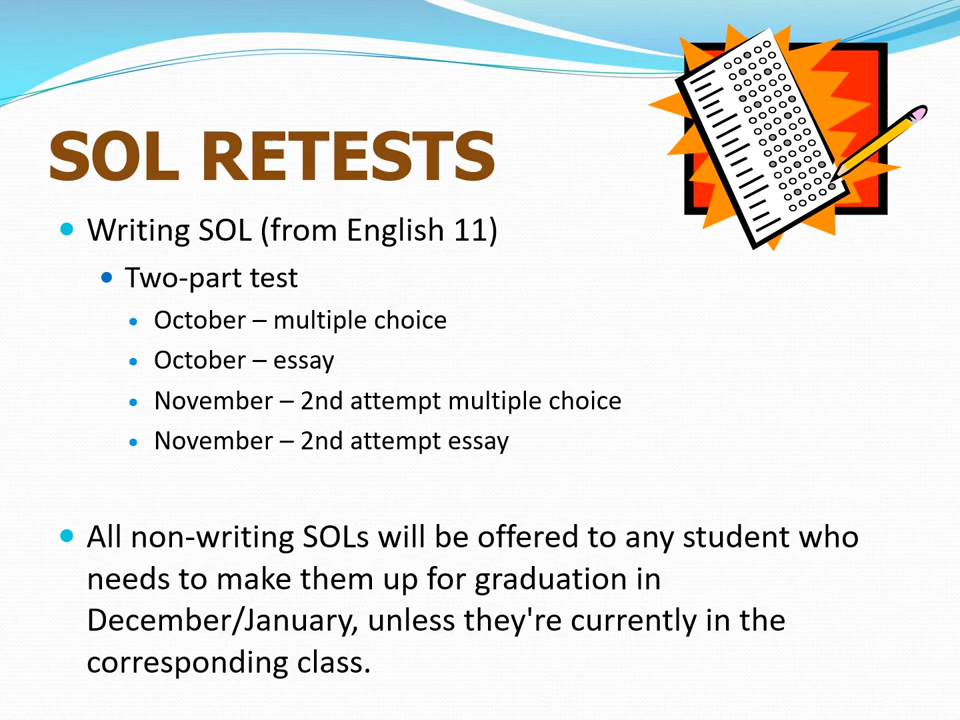 SOL RETESTS
Writing SOL (from English 11)
Two-part test
October – multiple choice
October – essay
November – 2nd attempt multiple choice
November – 2nd attempt essay
All non-writing SOLs will be offered to any student who
needs to make them up for graduation in
December/January, unless they're currently in the
corresponding class.